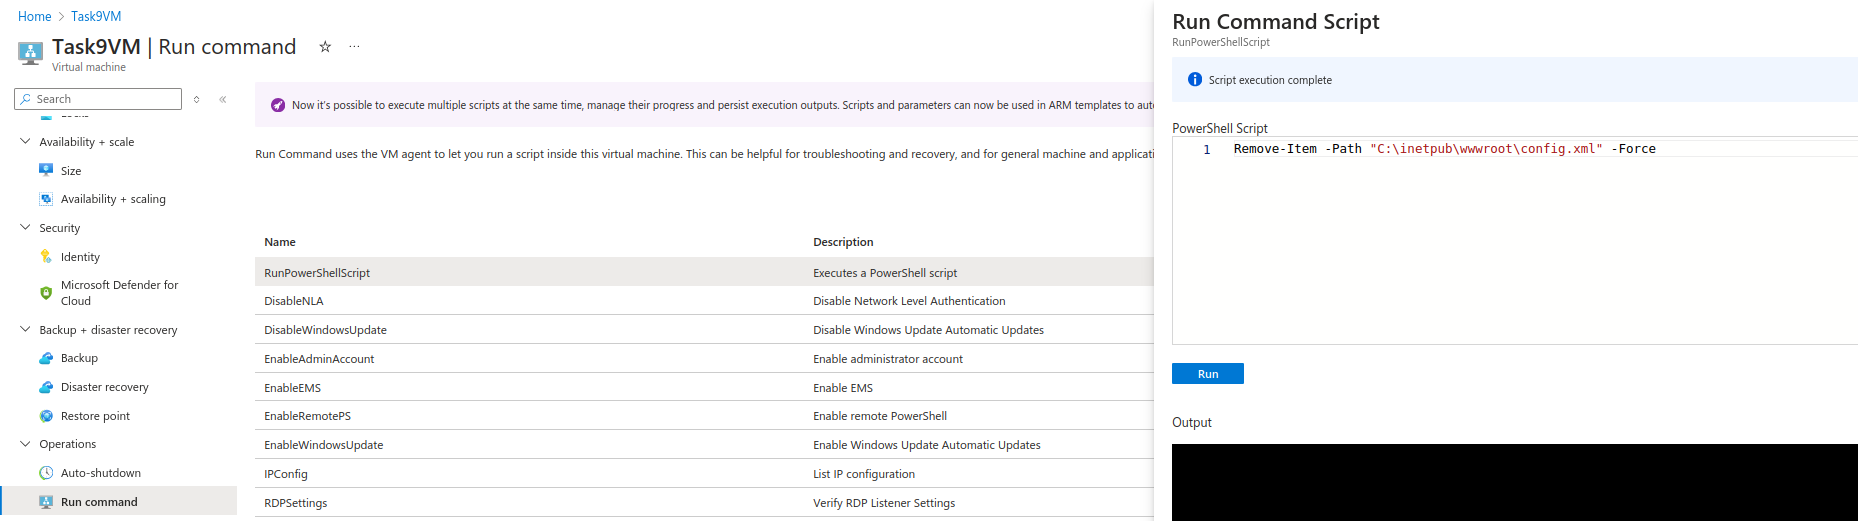 Home > Task9VM
Task9VM | Run command ☆ ···
Virtual machine
Search
Availability + scale
Size
Availability + scaling
Security
Identity
Microsoft Defender for
Cloud
Backup + disaster recovery
Backup
Disaster recovery
Restore point
Operations
Auto-shutdown
Run command
Now it's possible to execute multiple scripts at the same time, manage their progress and persist execution outputs. Scripts and parameters can now be used in ARM templates to
Run Command uses the VM agent to let you run a script inside this virtual machine. This can be helpful for troubleshooting and recovery, and for general machine and
Name Description
RunPowerShellScript Executes a PowerShell script
DisableNLA Disable Network Level Authentication
DisableWindowsUpdate Disable Windows Update Automatic Updates
EnableAdminAccount Enable administrator account
EnableEMS Enable EMS
EnableRemotePS Enable remote PowerShell
EnableWindowsUpdate Enable Windows Update Automatic Updates
IPConfig List IP configuration
RDPSettings Verify RDP Listener Settings
Run Command Script
RunPowerShellScript
Script execution complete
PowerShell Script
1 Remove-Item -Path "C:\inetpub\wwwroot\config.xml" -Force
Run
Output